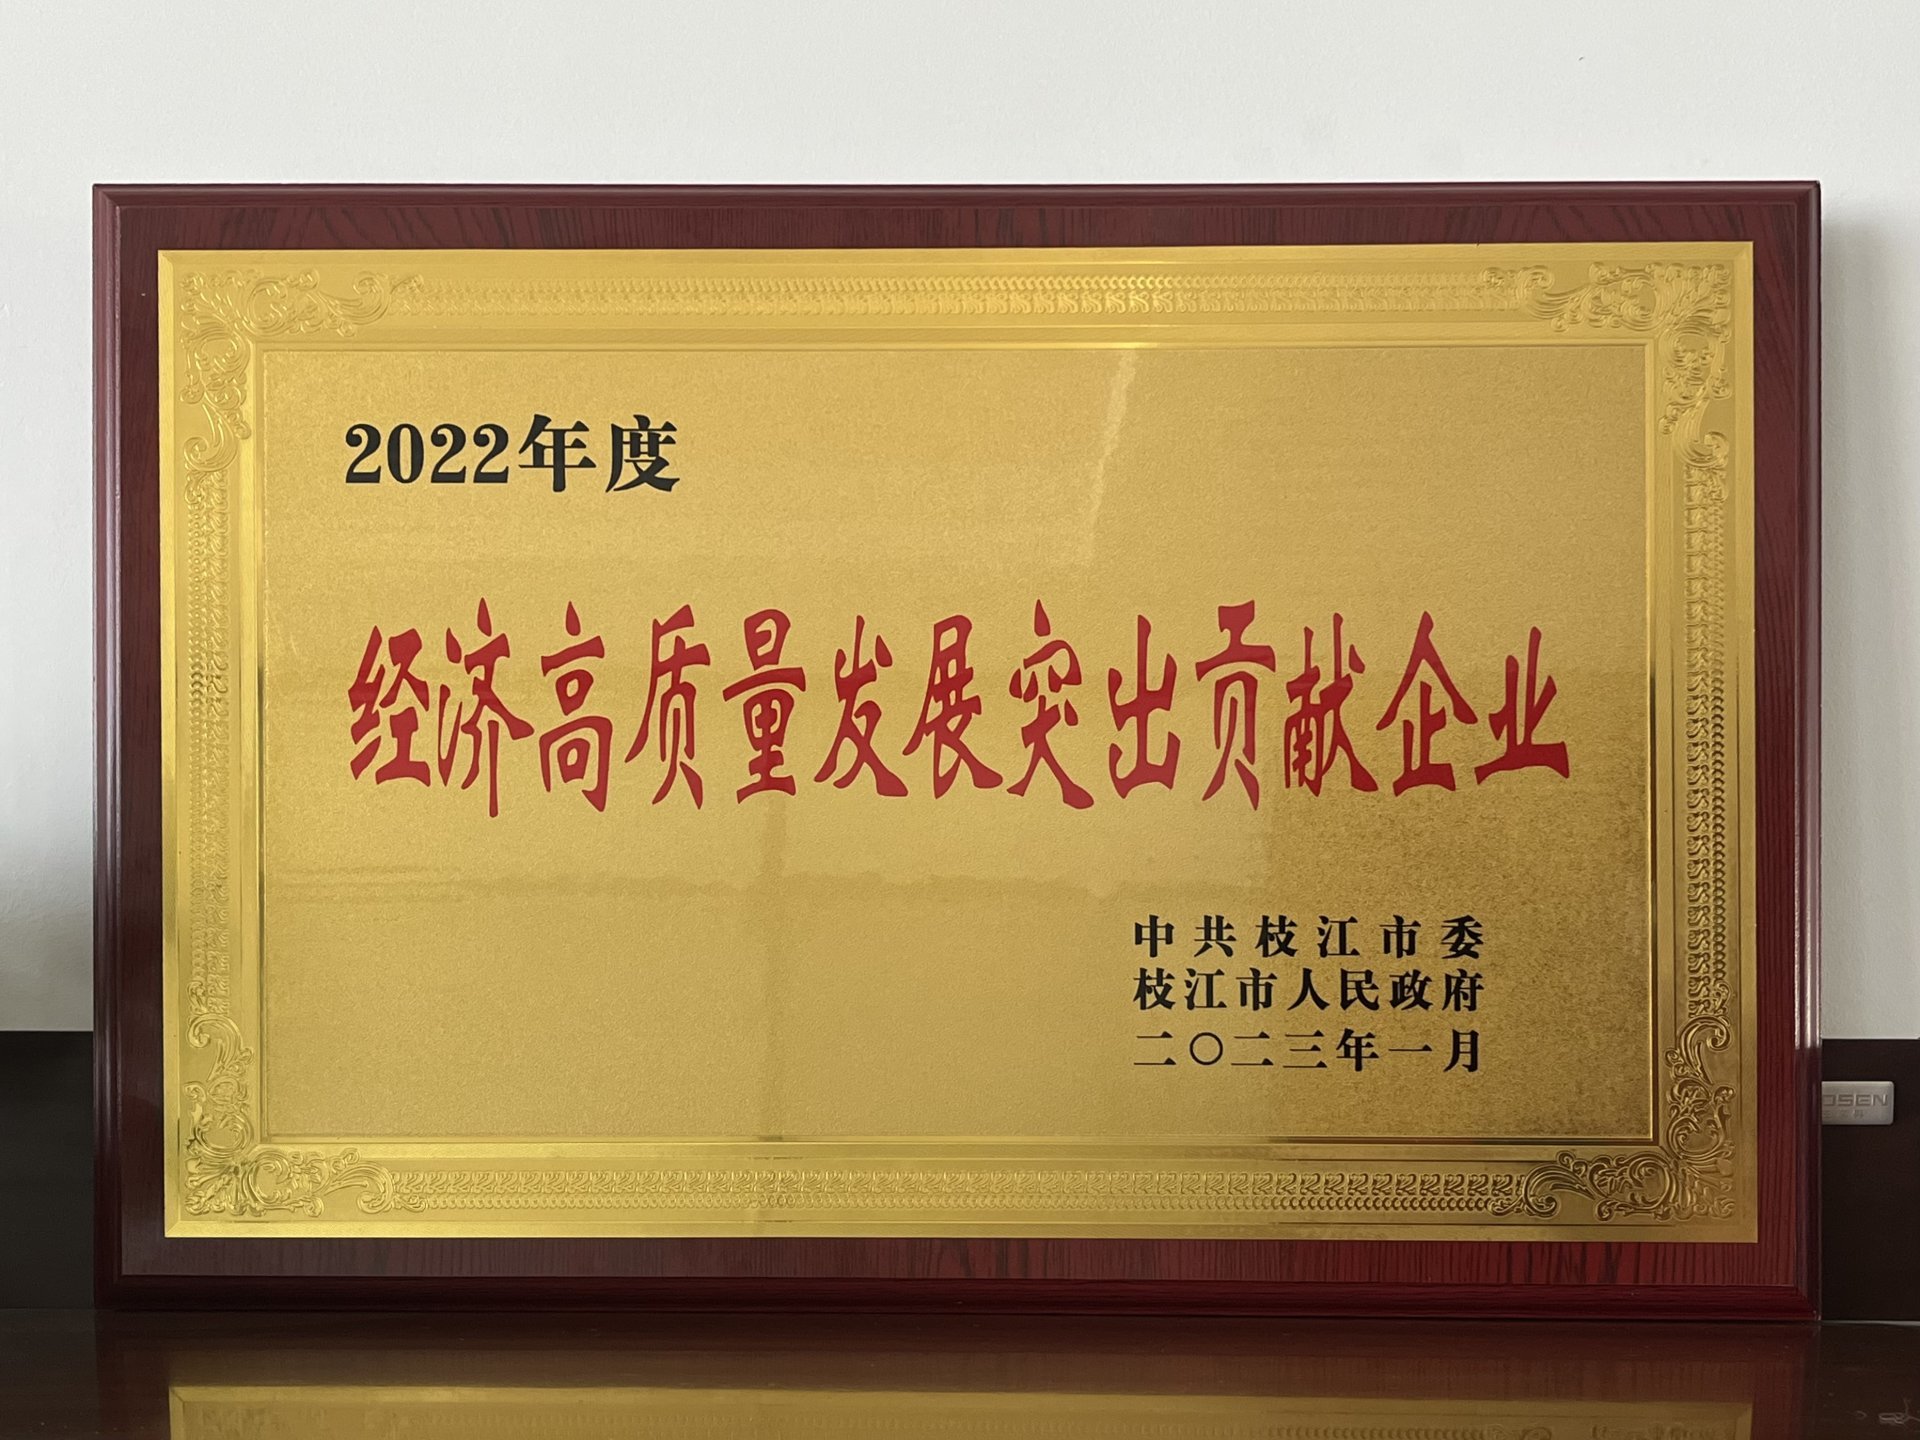 2022年度
经济高质量发展突出贡献企业
中共枝江市委
枝江市人民政府
二〇二三年一月
OSEN